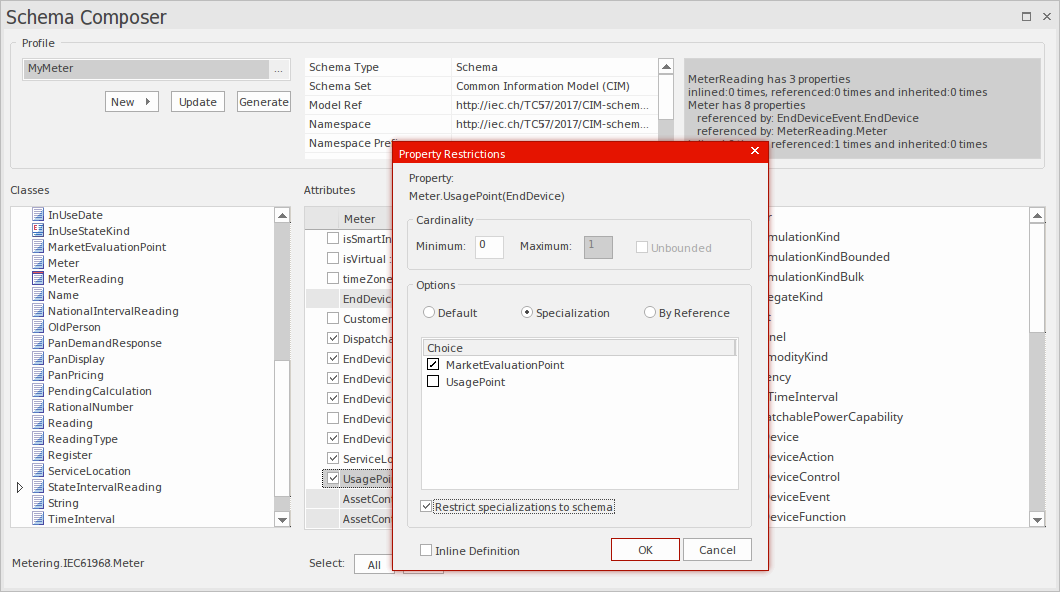 Schema Composer
Profile
MyMeter
...
New
Update
Generate
Schema Type Schema
Schema Set Common Information Model (CIM)
Model Ref http://iec.ch/TC57/2017/CIM-schem...
Namespace http://iec.ch/TC57/2017/CIM-schem...
Namespace Prefi
MeterReading has 3 properties
inlined:0 times, referenced:0 times and inherited:0 times
Meter has 8 properties
referenced by: EndDeviceEvent.EndDevice
referenced by: MeterReading.Meter
referenced:1 times and inherited:0 times
Classes
InUseDate
InUseStateKind
MarketEvaluationPoint
Meter
MeterReading
Name
NationalIntervalReading
OldPerson
PanDemandResponse
PanDisplay
PanPricing
PendingCalculation
RationalNumber
Reading
ReadingType
Register
ServiceLocation
StateIntervalReading
String
TimeInterval
Attributes
Meter
isSmartIn
isVirtual :
timeZone
EndDevic
Customer
Dispatcha
EndDevic
EndDevic
EndDevic
EndDevic
EndDevic
ServiceLo
UsagePoi
AssetCon
AssetCon
Property Restrictions
Property:
Meter.UsagePoint(EndDevice)
Cardinality
Minimum: 0 Maximum: 1 Unbounded
Options
Default Specialization By Reference
Choice
MarketEvaluationPoint
UsagePoint
Restrict specializations to schema
Inline Definition
OK
Cancel
r
mulationKind
mulationKindBounded
mulationKindBulk
egateKind
t
nel
modityKind
ency
TimeInterval
atchablePowerCapability
evice
eviceAction
eviceControl
eviceEvent
eviceFunction
Metering.IEC61968.Meter
Select: All